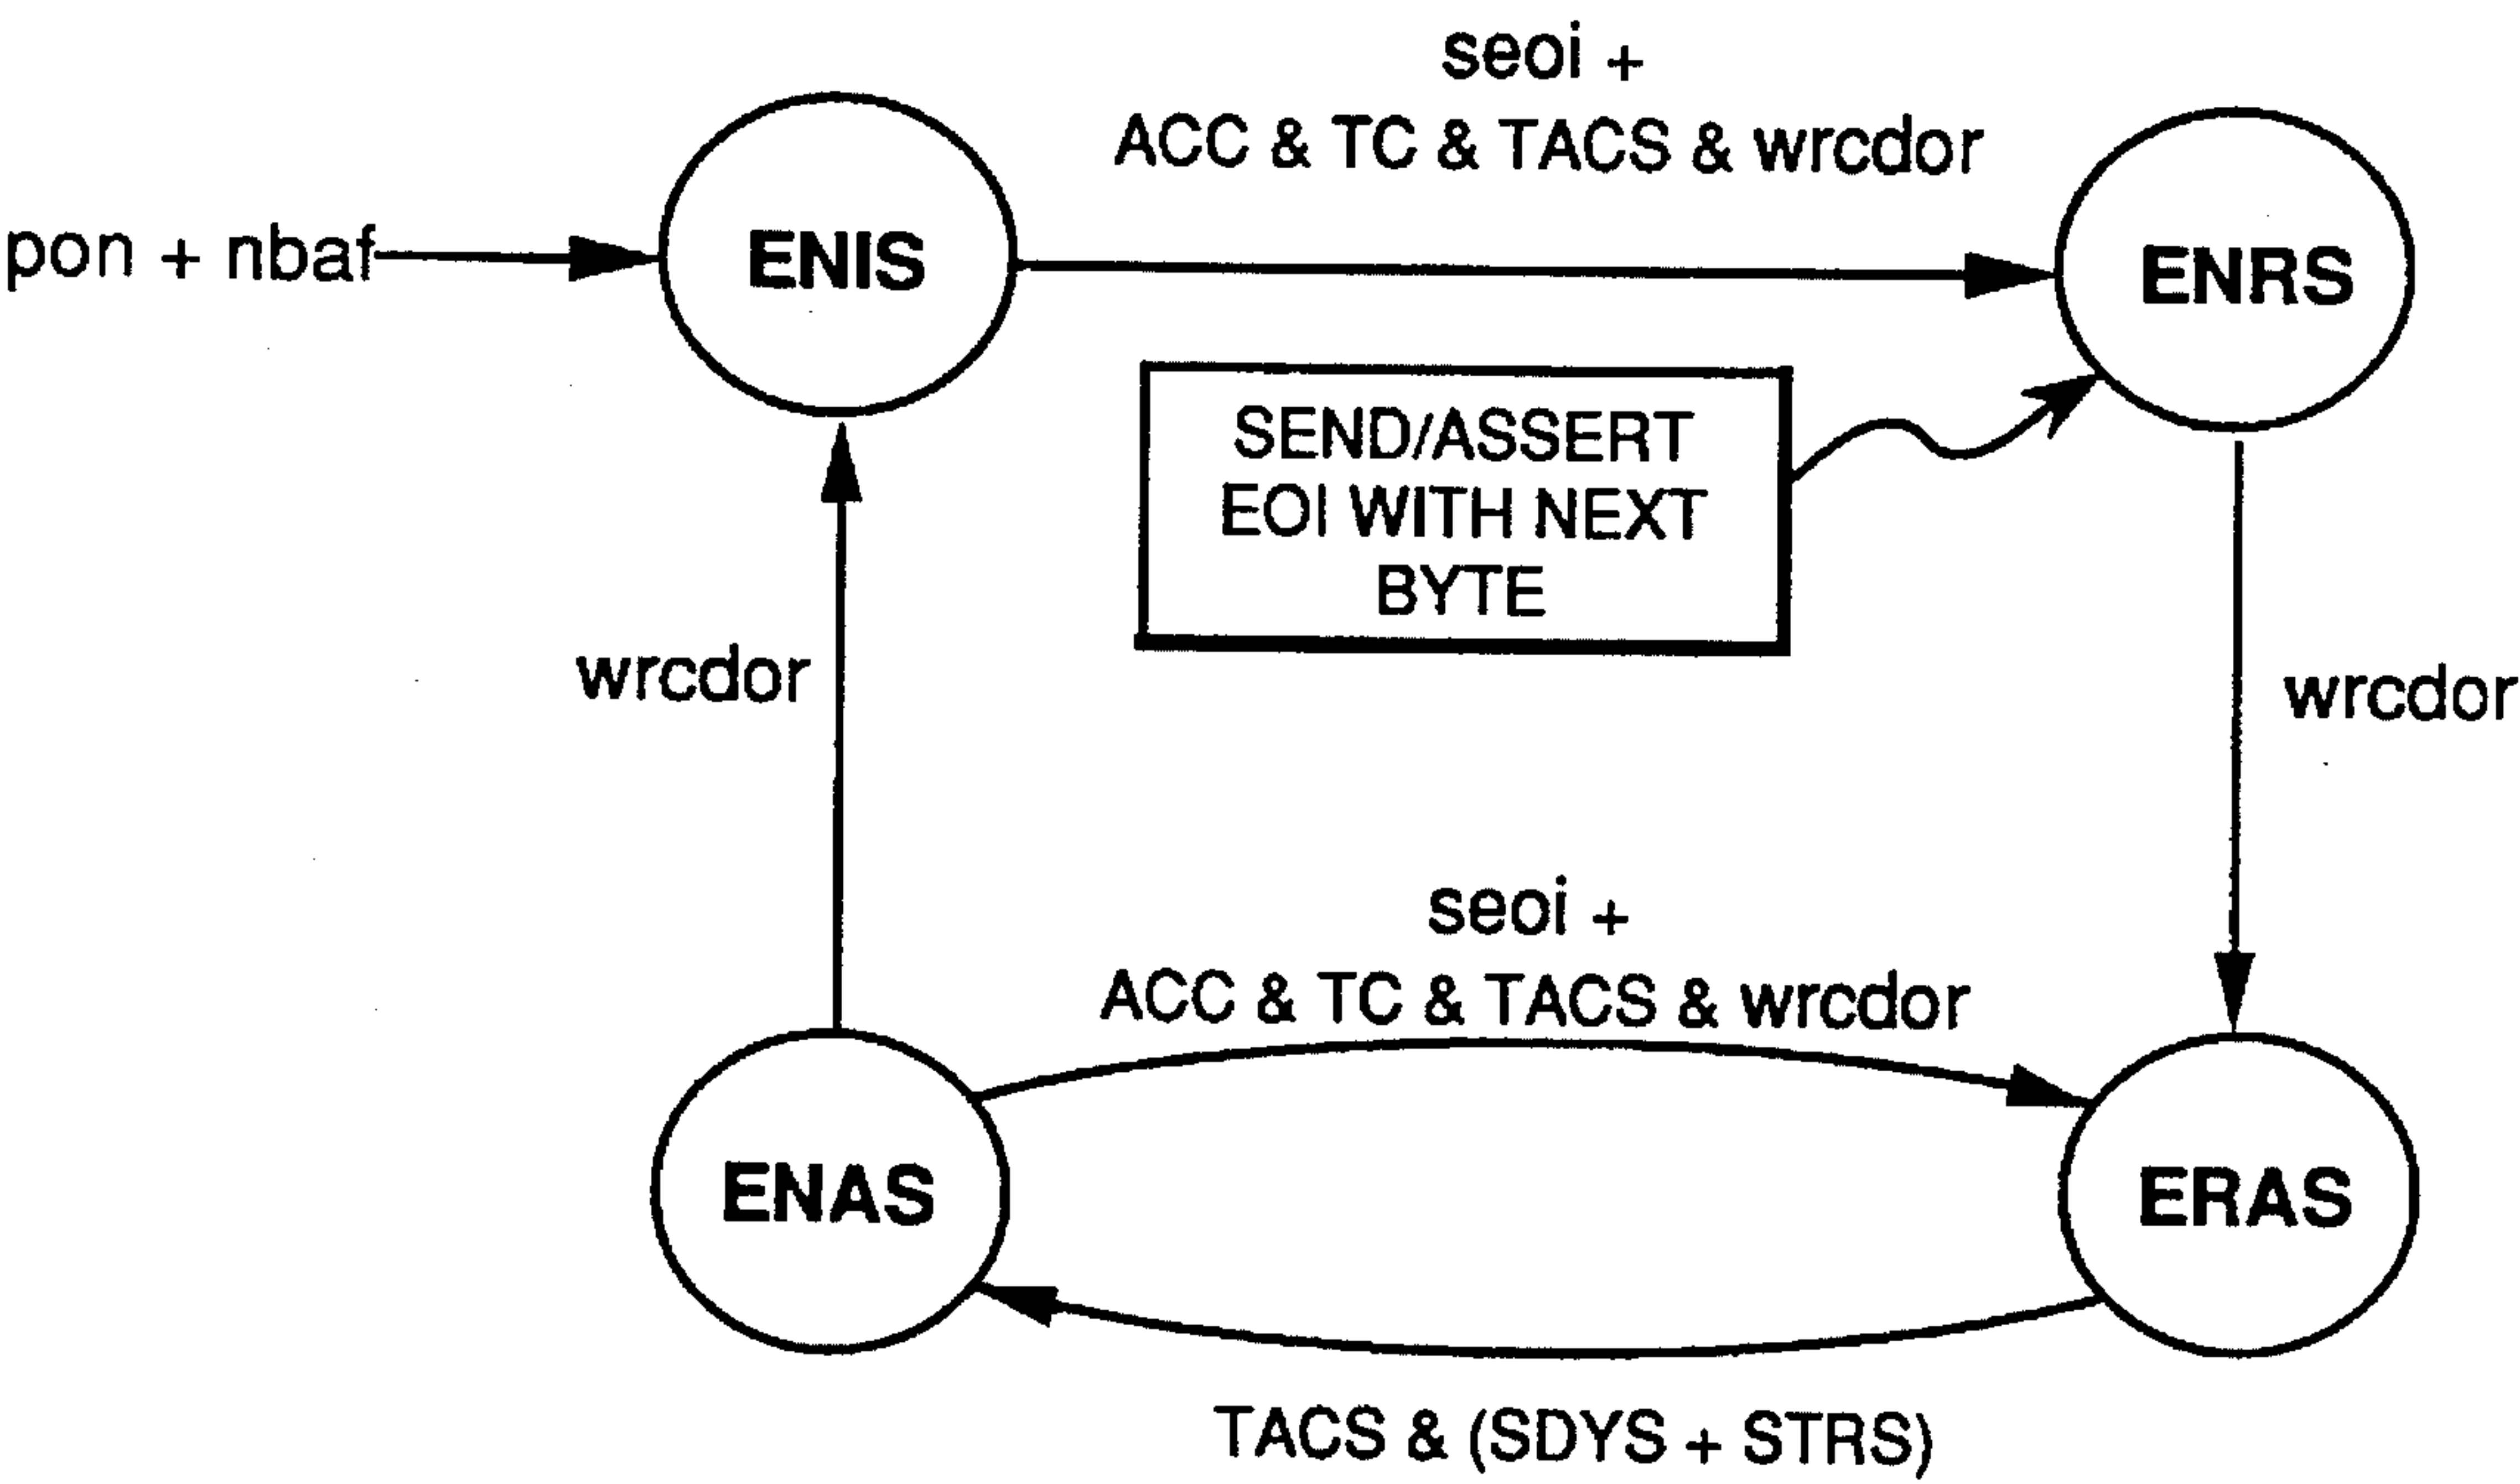 seoi +
ACC & TC & TACS & wrcdor
pon + nbaf
ENIS
ENRS
SEND/ASSERT
EOI WITH NEXT
BYTE
wrcdor
wrcdor
seoi +
ACC & TC & TACS & wrcdor
ENAS
ERAS
TACS & (SDYS + STRS)